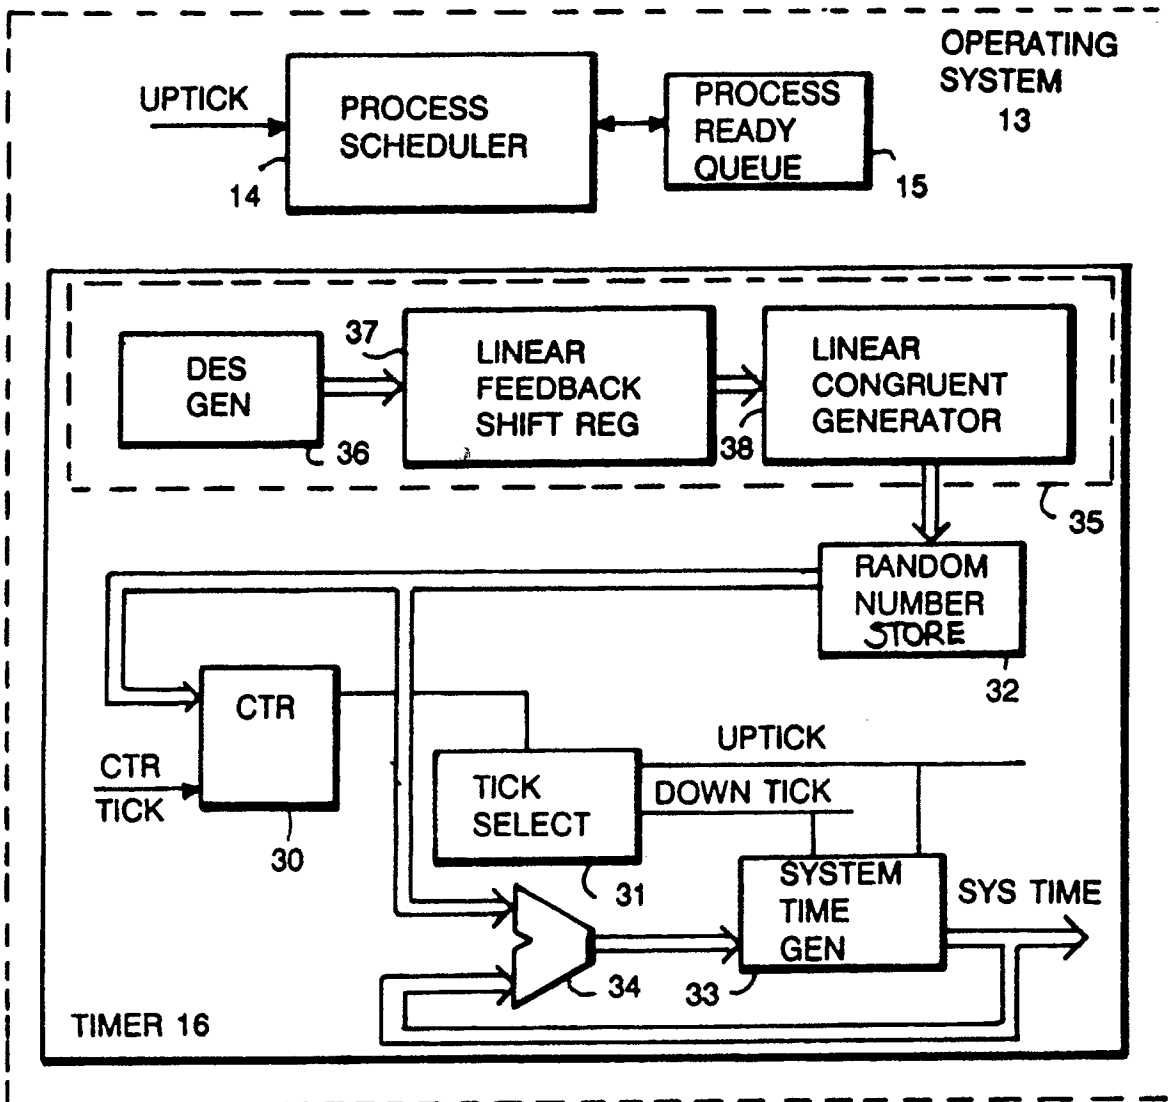 OPERATING
SYSTEM
13
UPTICK
PROCESS
SCHEDULER
14
PROCESS
READY
QUEUE
15
37
DES
GEN
36
LINEAR
FEEDBACK
SHIFT REG
38
LINEAR
CONGRUENT
GENERATOR
35
RANDOM
NUMBER
STORE
32
CTR
CTR
TICK
30
UPTICK
DOWN TICK
TICK
SELECT
31
SYSTEM
TIME
GEN
SYS TIME
34
33
TIMER 16